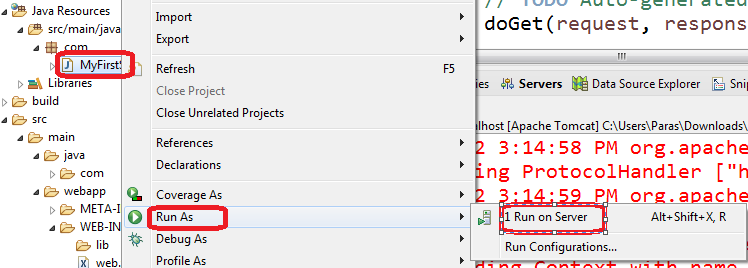 Java Resources
src/main/java
com
MyFirstS
Libraries
build
src
main
java
com
webapp
META-I
WEB-IN
lib
web.
Import
Export
Refresh F5
Close Project
Close Unrelated Projects
References
Declarations
Coverage As
Run As
Debug As
Profile As
1 Run on Server Alt+Shift+X, R
Run Configurations...
// TODO Auto-generated
doGet(request, respons
ies Servers Data Source Explorer Sn
lhost [Apache Tomcat] C:\Users\Paras\Downloads\
2 3:14:58 PM org.apache
ing ProtocolHandler ["h
2 3:14:59 PM org.apache
ding Context with name